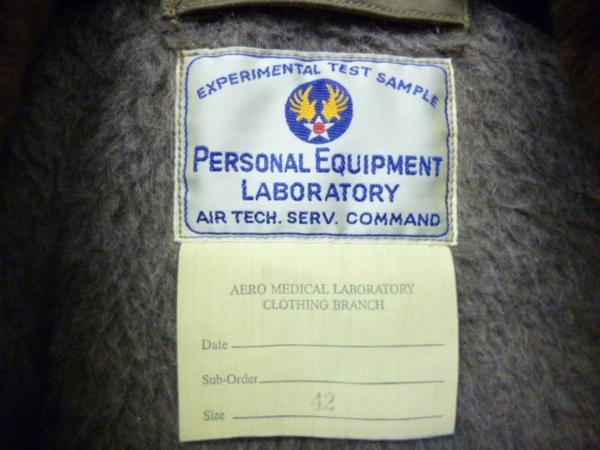 EXPERIMENTAL TEST SAMPLE
PERSONAL EQUIPMENT
LABORATORY
AIR TECH. SERV. COMMAND
AERO MEDICAL LABORATORY
CLOTHING BRANCH
Date
Sub-Order
Size 42